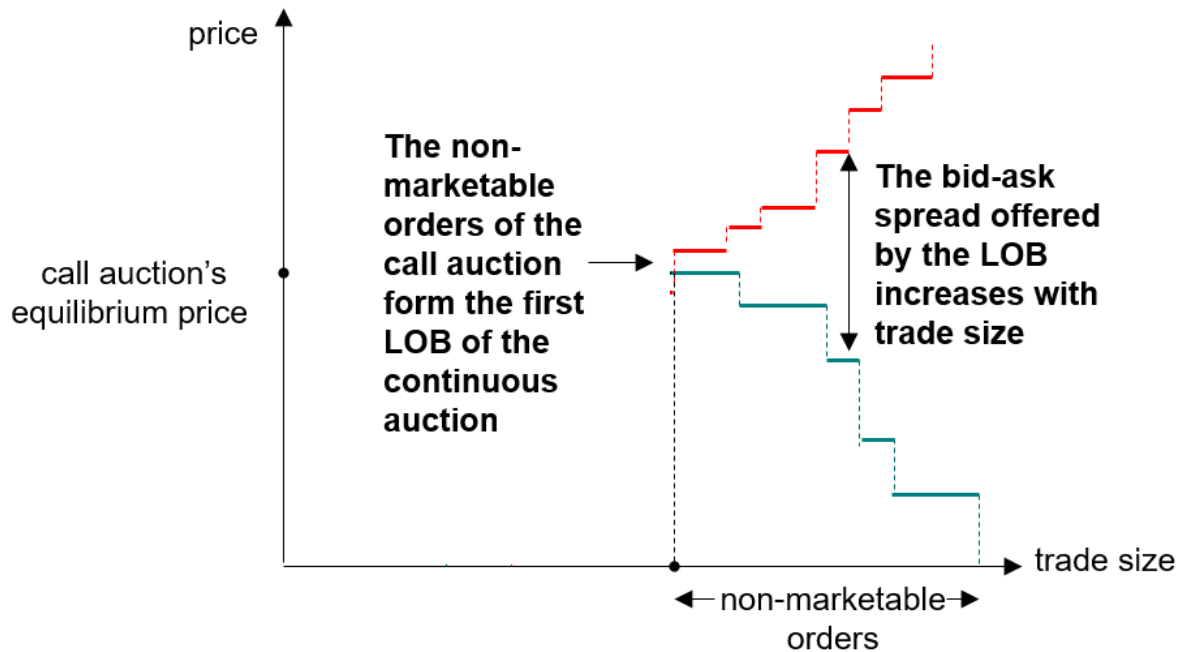 price
The non-
marketable
orders of the
call auction
form the first
LOB of the
continuous
auction
The bid-ask
spread offered
by the LOB
increases with
trade size
call auction’s
equilibrium price
trade size
non-marketable
orders